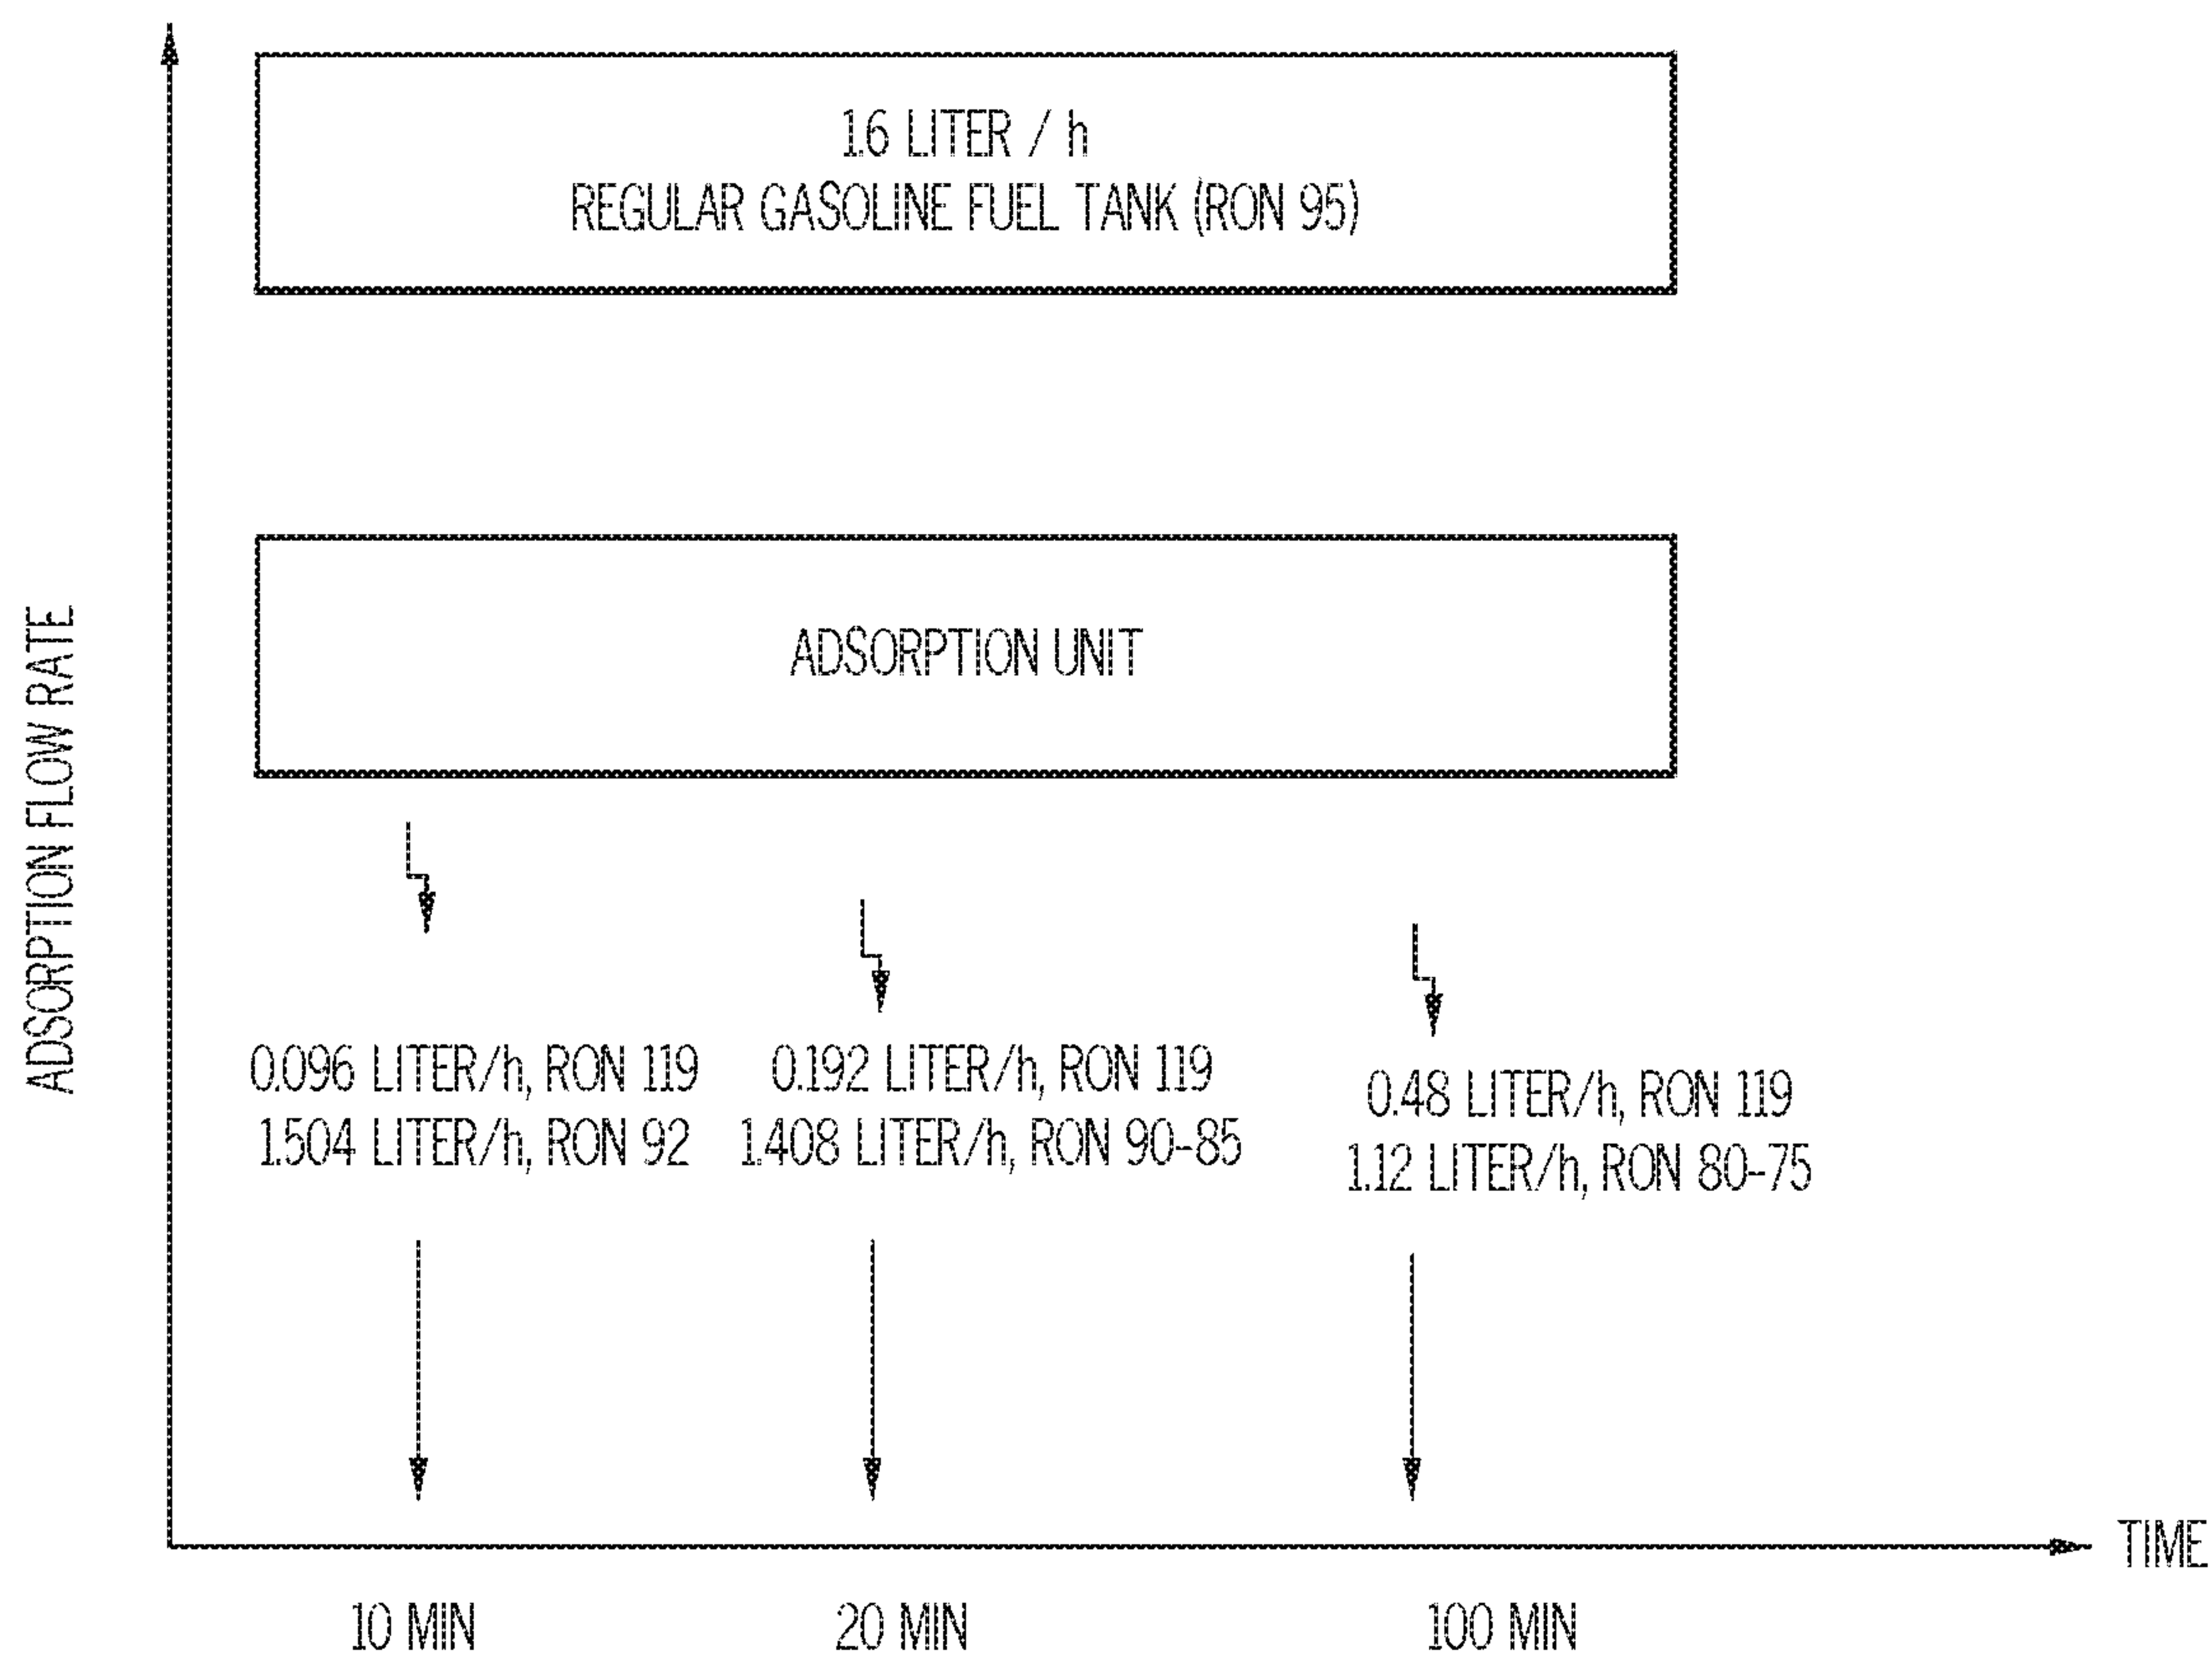 1.6 LITER / h
REGULAR GASOLINE FUEL TANK (RON 95)
ADSORPTION UNIT
ADSORPTION FLOW RATE
0.096 LITER/h, RON 119
1.504 LITER/h, RON 92
0.192 LITER/h, RON 119
1.408 LITER/h, RON 90-85
0.48 LITER/h, RON 119
1.12 LITER/h, RON 80-75
TIME
10 MIN
20 MIN
100 MIN